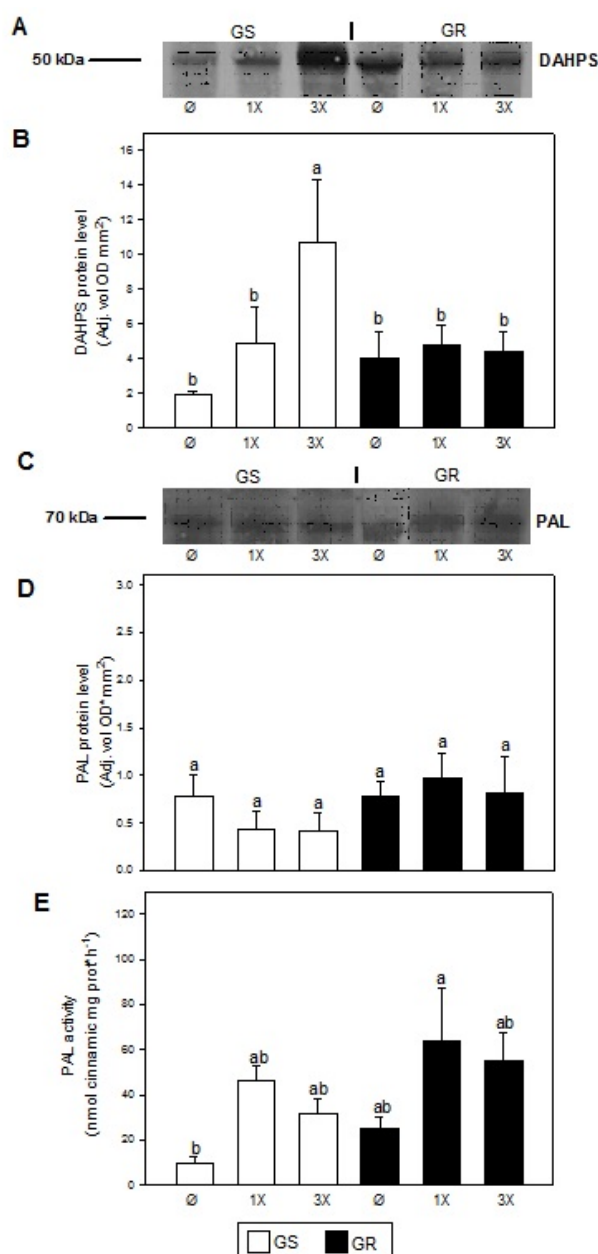 A
GS GR
50 kDa DAHPS
Ø 1X 3X Ø 1X 3X
B
DAHPS protein level
(Adj. vol OD mm²)
16
14
12
10
8
6
4
2
0
b b a b b b
Ø 1X 3X Ø 1X 3X
C
GS GR
70 kDa PAL
Ø 1X 3X Ø 1X 3X
D
PAL protein level
(Adj. vol OD*mm²)
3.0
2.5
2.0
1.5
1.0
0.5
0.0
a a a a a a
E
PAL activity
(nmol cinnamic mg prot*h⁻¹)
120
100
80
60
40
20
0
b ab ab ab a ab
Ø 1X 3X Ø 1X 3X
GS GR